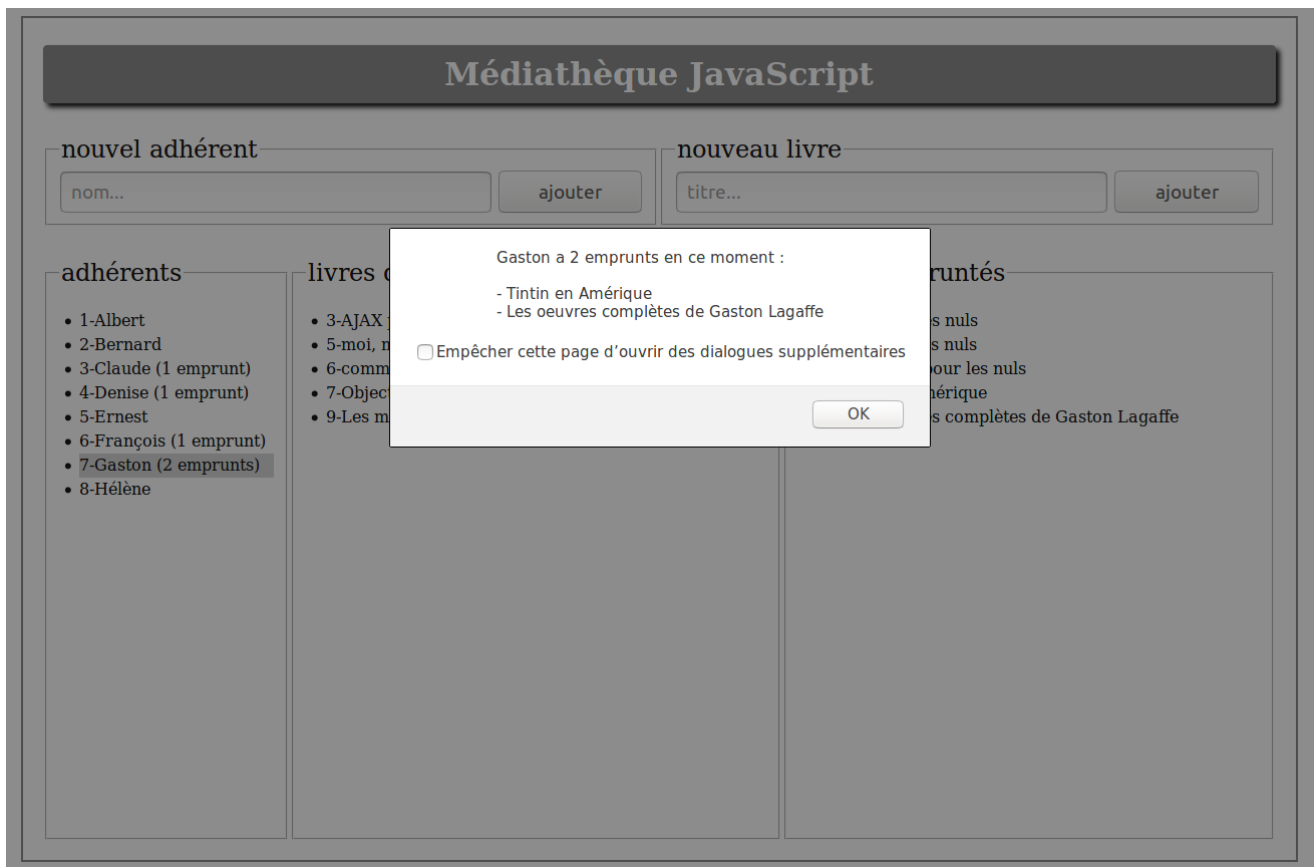 Médiathèque JavaScript
nouvel adhérent
nom...
ajouter
nouveau livre
titre...
ajouter
adhérents
• 1-Albert
• 2-Bernard
• 3-Claude (1 emprunt)
• 4-Denise (1 emprunt)
• 5-Ernest
• 6-François (1 emprunt)
• 7-Gaston (2 emprunts)
• 8-Hélène
livres
• 3-AJAX
• 5-moi,
• 6-comm
• 7-Object
• 9-Les
Gaston a 2 emprunts en ce moment :
- Tintin en Amérique
- Les oeuvres complètes de Gaston Lagaffe
Empêcher cette page d'ouvrir des dialogues supplémentaires
OK
runtés
s nuls
s nuls
our les nuls
érique
s complètes de Gaston Lagaffe